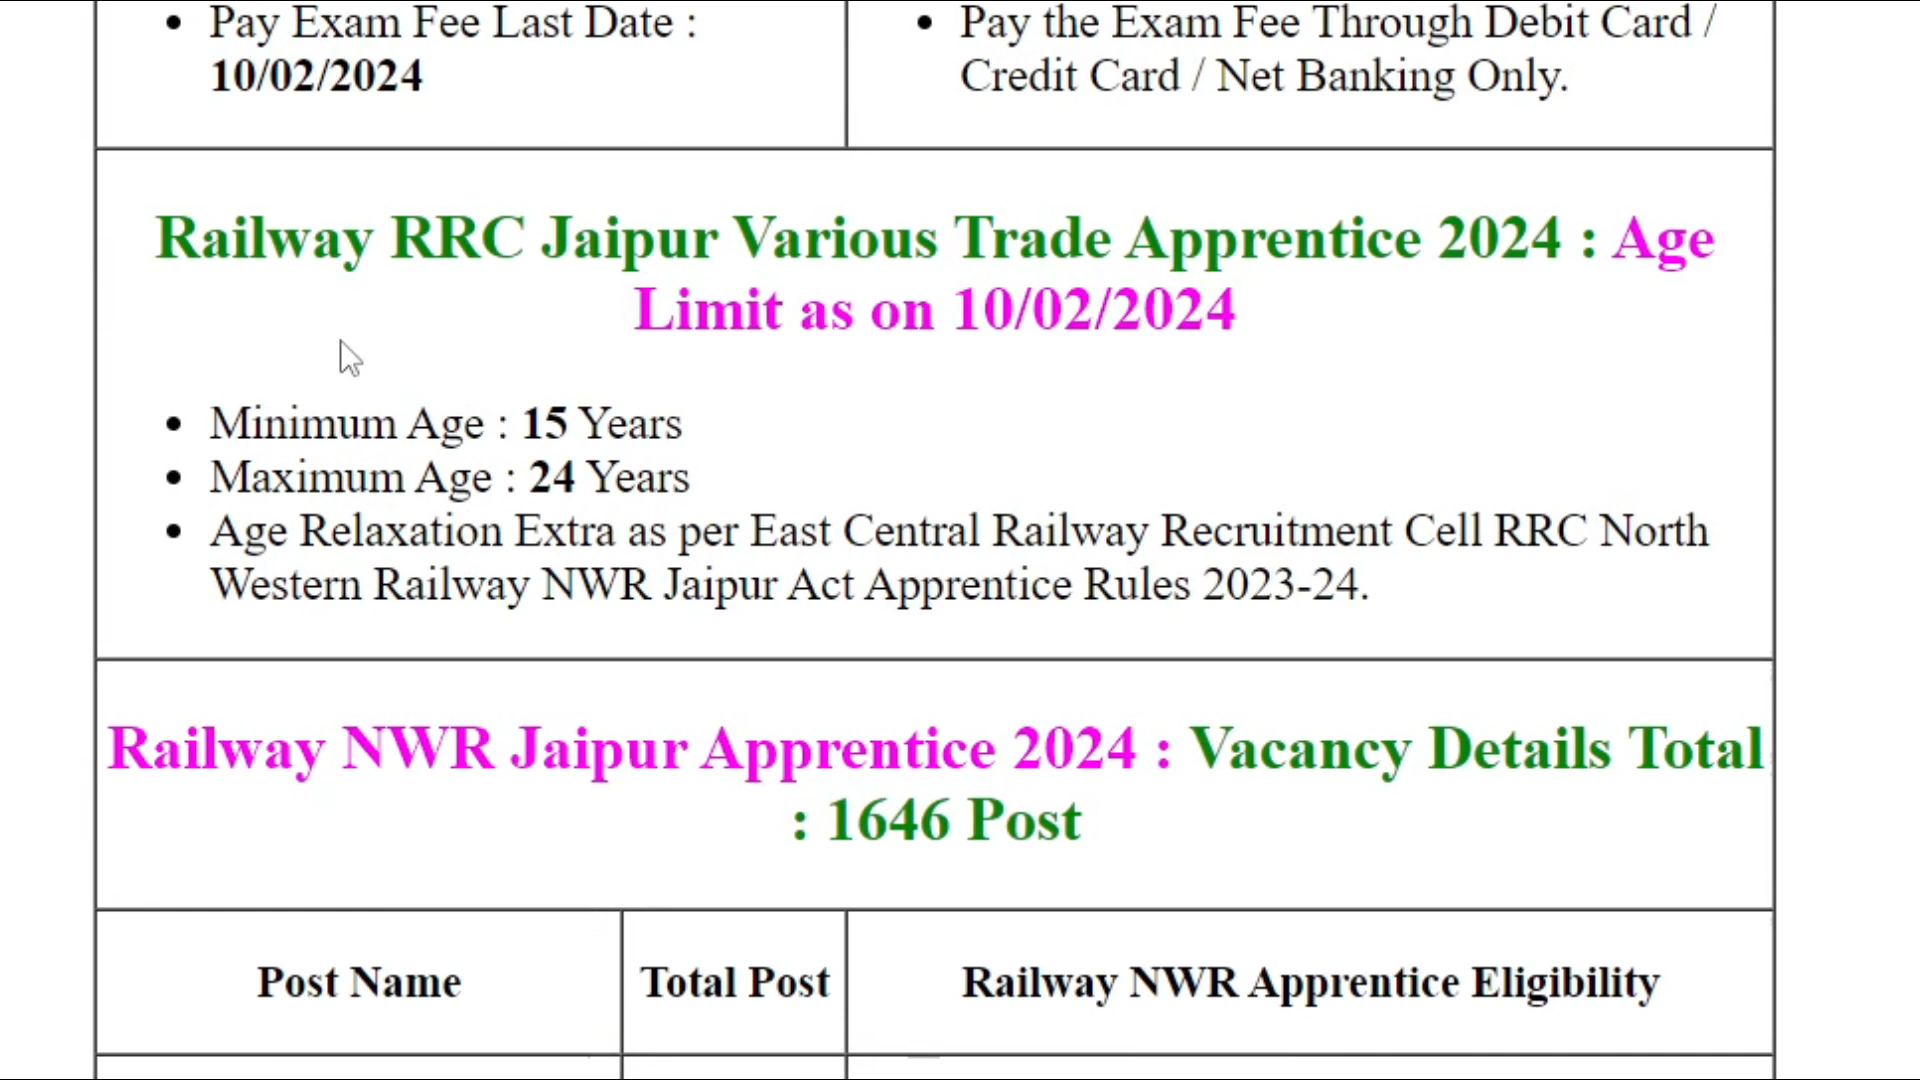 Pay Exam Fee Last Date :
10/02/2024
Pay the Exam Fee Through Debit Card /
Credit Card / Net Banking Only.
Railway RRC Jaipur Various Trade Apprentice 2024 : Age
Limit as on 10/02/2024
Minimum Age : 15 Years
Maximum Age : 24 Years
Age Relaxation Extra as per East Central Railway Recruitment Cell RRC North
Western Railway NWR Jaipur Act Apprentice Rules 2023-24.
Railway NWR Jaipur Apprentice 2024 : Vacancy Details Total
: 1646 Post
Post Name
Total Post
Railway NWR Apprentice Eligibility